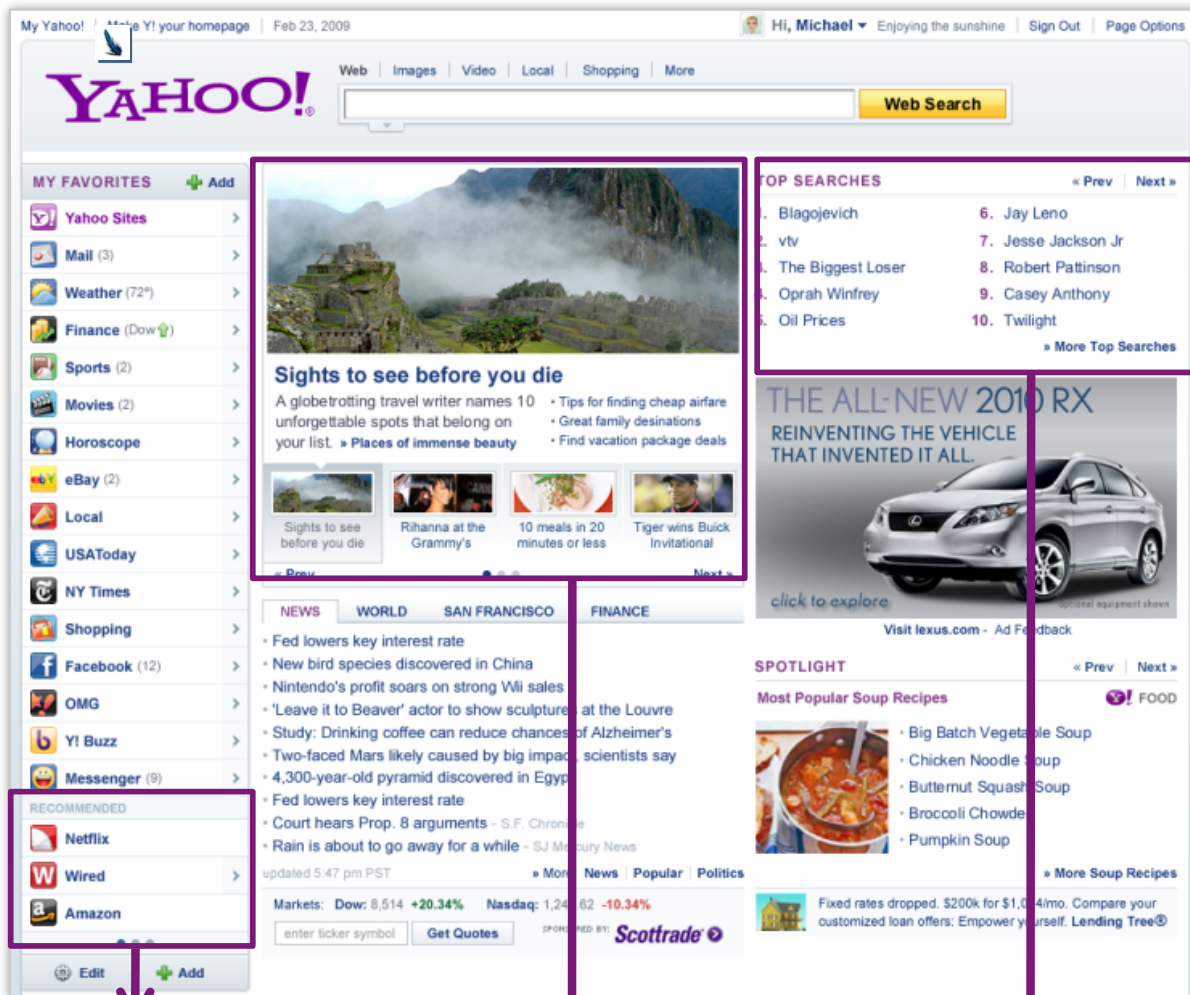 My Yahoo! Y! your homepage Feb 23, 2009
Hi, Michael Enjoying the sunshine Sign Out Page Options
YAHOO!®
Web Images Video Local Shopping More
Web Search
MY FAVORITES Add
Yahoo Sites
Mail (3)
Weather (72°)
Finance (Dow)
Sports (2)
Movies (2)
Horoscope
eBay (2)
Local
USAToday
NY Times
Shopping
Facebook (12)
OMG
Y! Buzz
Messenger (9)
RECOMMENDED
Netflix
Wired
Amazon
Edit Add
Sights to see before you die
A globetrotting travel writer names 10
unforgettable spots that belong on
your list. » Places of immense beauty
• Tips for finding cheap airfare
• Great family desinations
• Find vacation package deals
Sights to see
before you die
Rihanna at the
Grammy's
10 meals in 20
minutes or less
Tiger wins Buick
Invitational
« Prev Next »
NEWS WORLD SAN FRANCISCO FINANCE
• Fed lowers key interest rate
• New bird species discovered in China
• Nintendo's profit soars on strong Wii sales
• 'Leave it to Beaver' actor to show sculptures at the Louvre
• Study: Drinking coffee can reduce chances of Alzheimer's
• Two-faced Mars likely caused by big impact, scientists say
• 4,300-year-old pyramid discovered in Egypt
• Fed lowers key interest rate
• Court hears Prop. 8 arguments - S.F. Chronicle
• Rain is about to go away for a while - SJ Mercury News
updated 5:47 pm PST » More News Popular Politics
Markets: Dow: 8,514 +20.34% Nasdaq: -10.34%
enter ticker symbol Get Quotes SPONSORED BY: Scottrade
TOP SEARCHES « Prev Next »
Blagojevich
vtv
The Biggest Loser
Oprah Winfrey
Oil Prices
6. Jay Leno
7. Jesse Jackson Jr
8. Robert Pattinson
9. Casey Anthony
10. Twilight
» More Top Searches
THE ALL-NEW 2010 RX
REINVENTING THE VEHICLE
THAT INVENTED IT ALL.
click to explore
optional equipment shown
Visit lexus.com - Ad Feedback
SPOTLIGHT « Prev Next »
Most Popular Soup Recipes Y! FOOD
• Big Batch Vegetable Soup
• Chicken Noodle Soup
• Butternut Squash Soup
• Broccoli Chowder
• Pumpkin Soup
» More Soup Recipes
Fixed rates dropped. $200k for /mo. Compare your
customized loan offers: Empower yourself. Lending Tree®